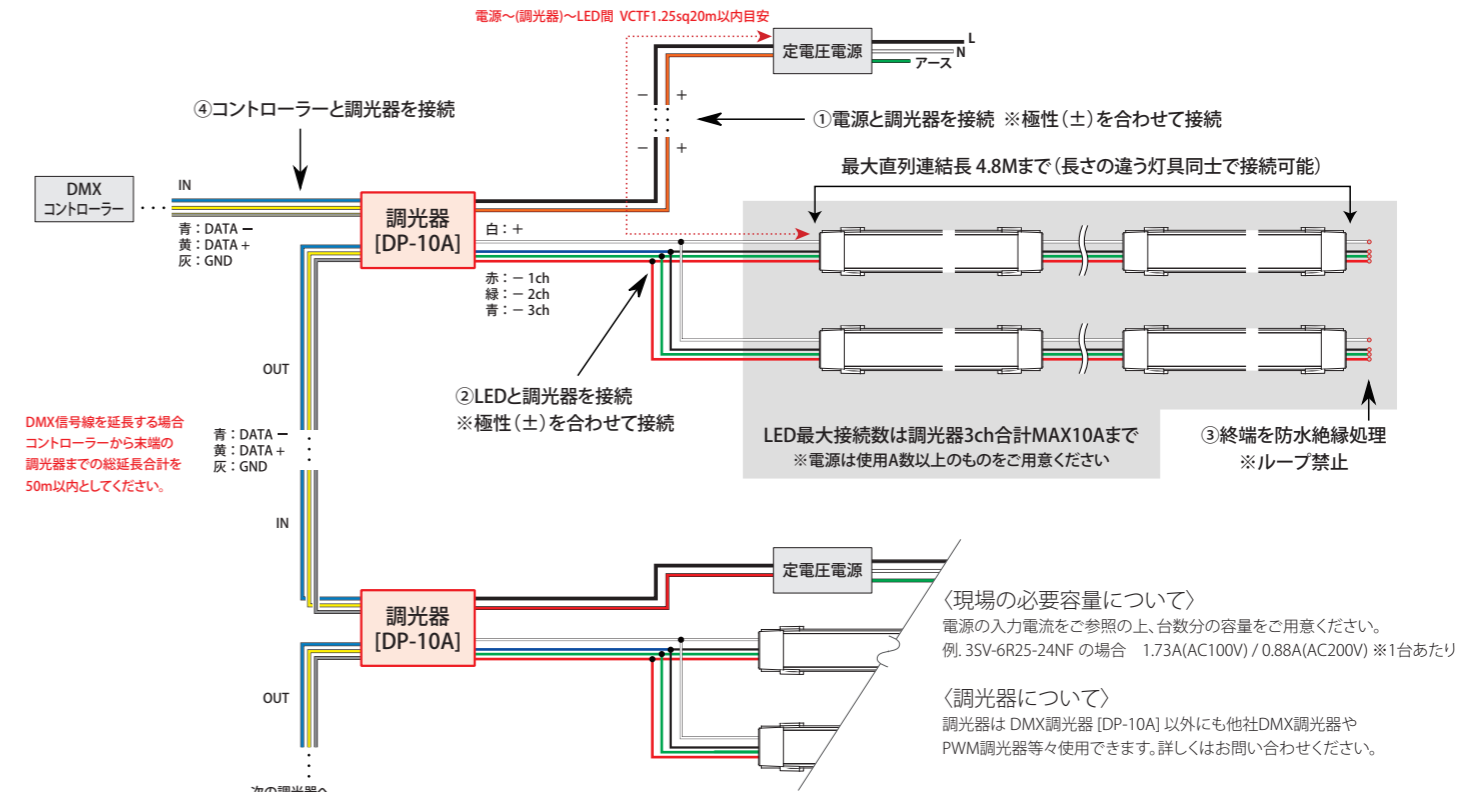 電源～(調光器)～LED間 VCTF1.25sq20m以内目安
定電圧電源
L
N
アース
④コントローラーと調光器を接続
－ ＋
①電源と調光器を接続 ※極性（±）を合わせて接続
－ ＋
最大直列連結長 4.8Mまで（長さの違う灯具同士で接続可能）
DMX
コントローラー
IN
調光器
[DP-10A]
青：DATA －
黄：DATA +
灰：GND
白：+
赤：－ 1ch
緑：－ 2ch
青：－ 3ch
OUT
②LEDと調光器を接続
※極性（±）を合わせて接続
DMX信号線を延長する場合
コントローラーから末端の
調光器までの総延長合計を
50m以内としてください。
青：DATA －
黄：DATA +
灰：GND
LED最大接続数は調光器3ch合計MAX10Aまで
※電源は使用A数以上のものをご用意ください
③終端を防水絶縁処理
※ループ禁止
IN
定電圧電源
調光器
[DP-10A]
〈現場の必要容量について〉
電源の入力電流をご参照の上、台数分の容量をご用意ください。
例. 3SV-6R25-24NF の場合 1.73A(AC100V) / 0.88A(AC200V) ※1台あたり
OUT
〈調光器について〉
調光器は DMX調光器 [DP-10A] 以外にも他社DMX調光器や
PWM調光器等々使用できます。詳しくはお問い合わせください。
次の調光器へ